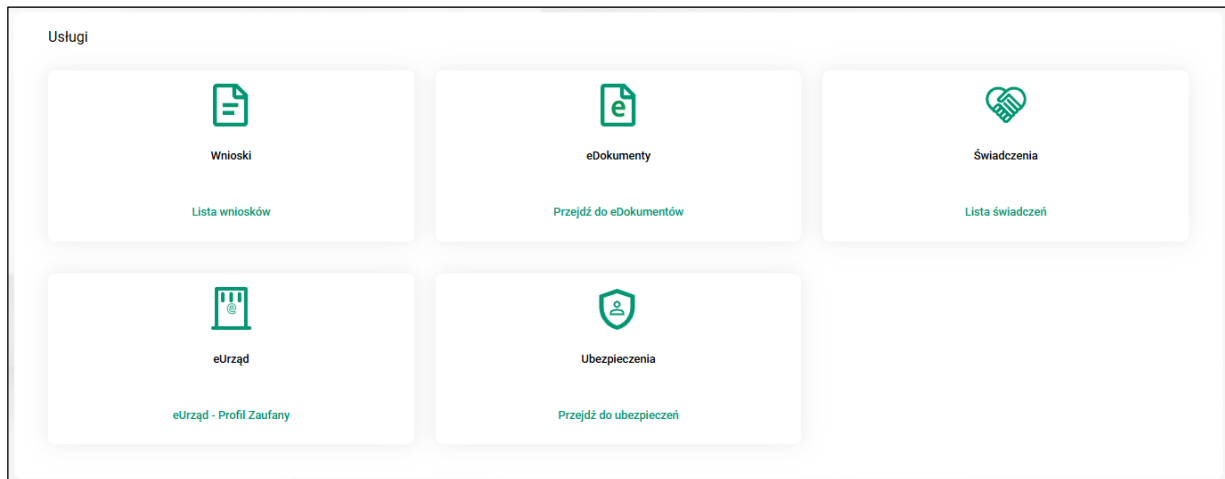 Usługi
e
Wnioski
eDokumenty
Świadczenia
Lista wniosków
Przejdź do eDokumentów
Lista świadczeń
e
eUrząd
Ubezpieczenia
eUrząd - Profil Zaufany
Przejdź do ubezpieczeń